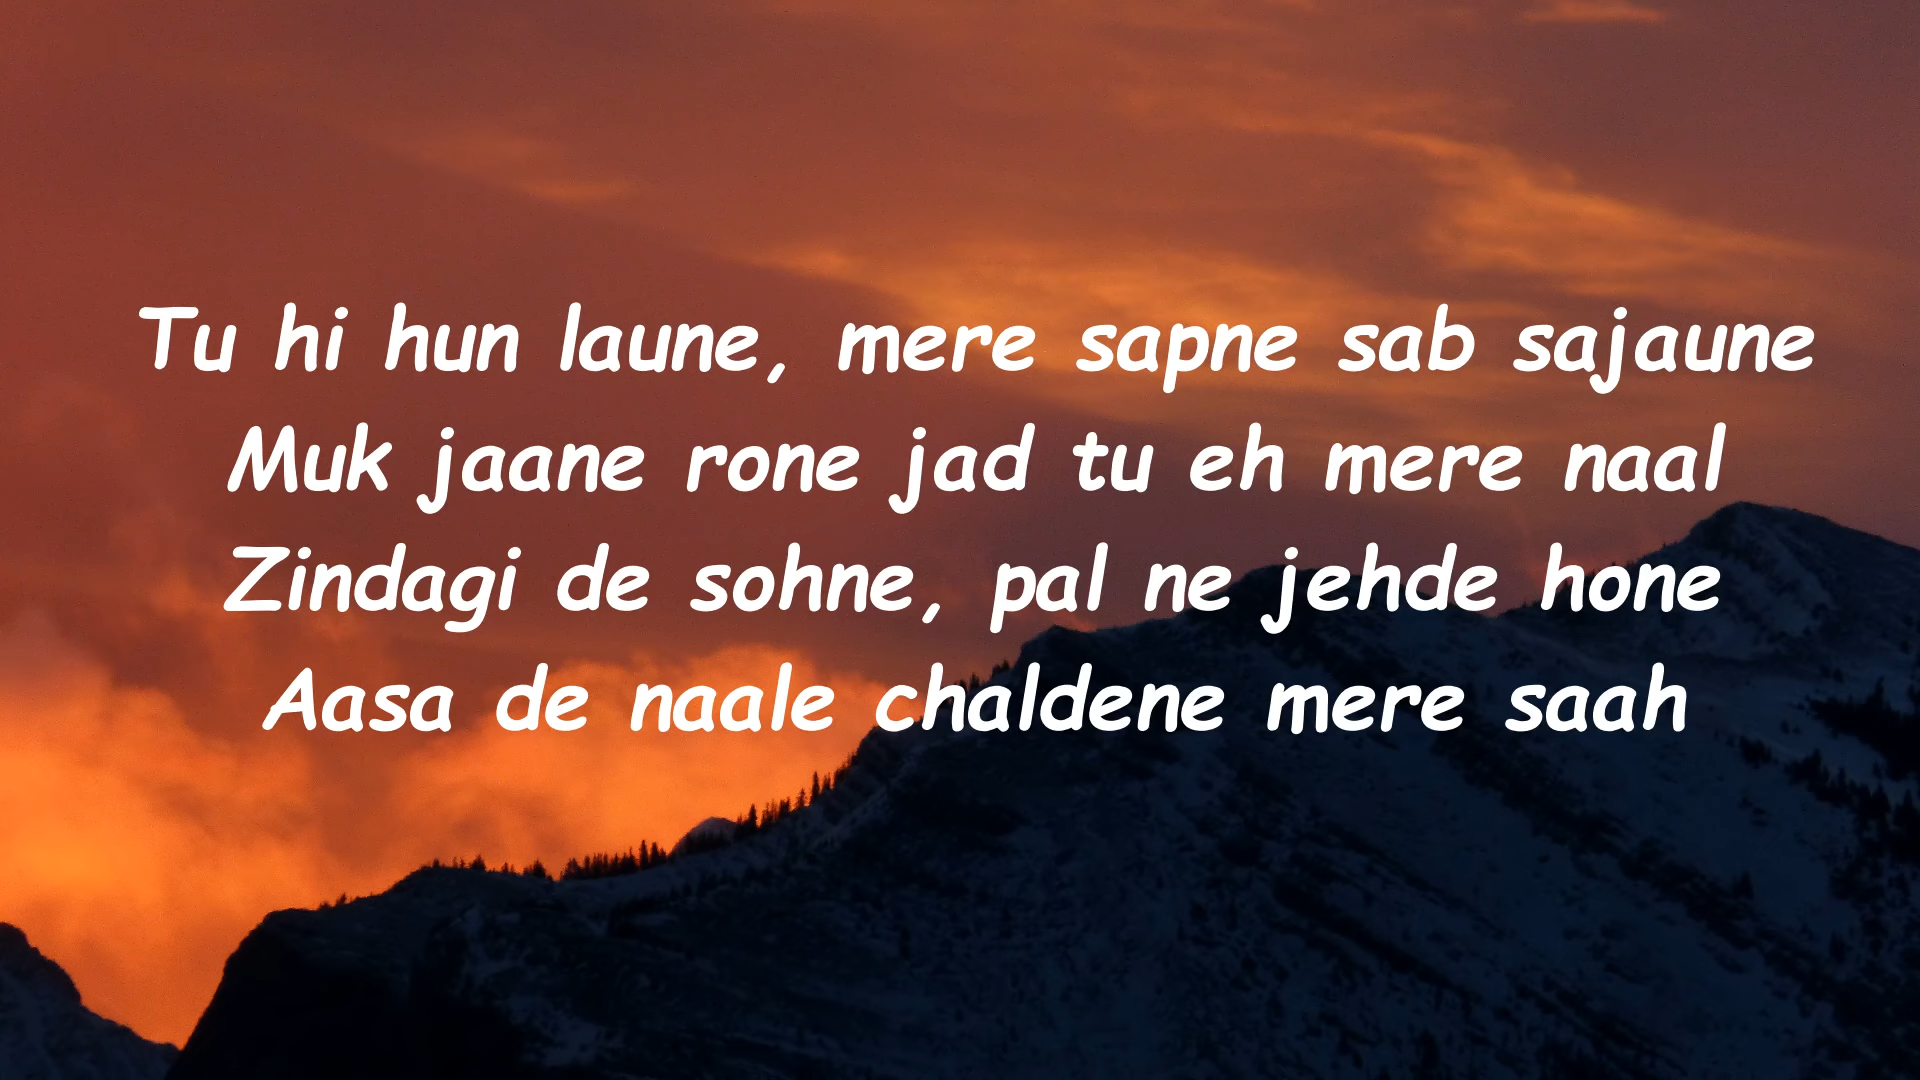 Tu hi hun laune, mere sapne sab sajaune
Muk jaane rone jad tu eh mere naal
Zindagi de sohne, pal ne jehde hone
Aasa de naale chaldene mere saah